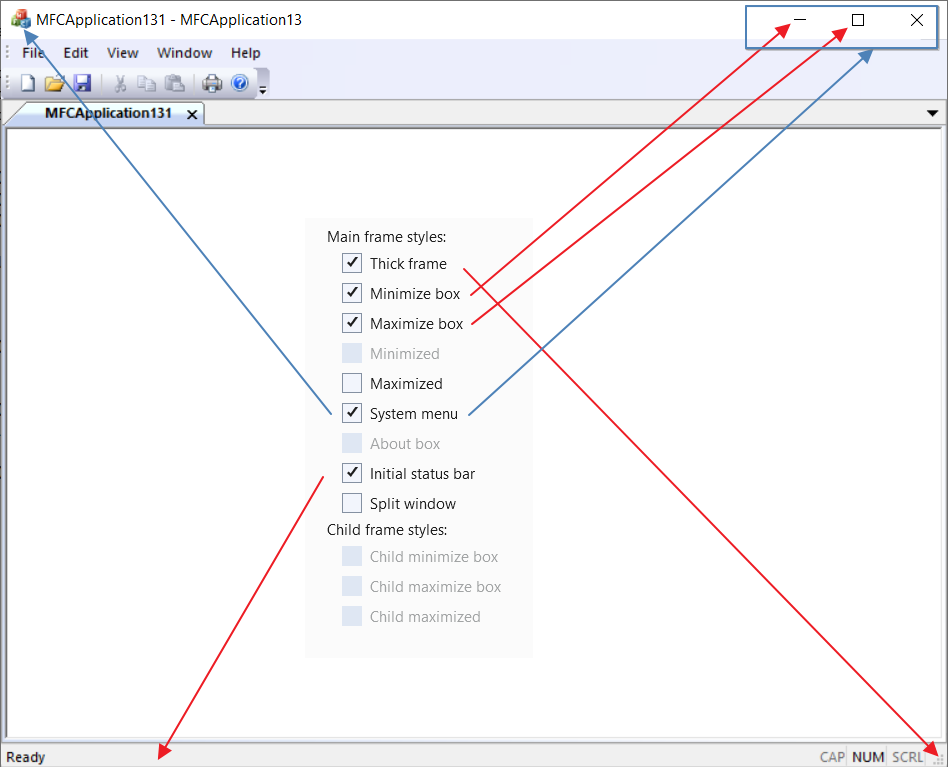 MFCApplication131 - MFCApplication13
File Edit View Window Help
MFCApplication131
Main frame styles:
Thick frame
Minimize box
Maximize box
Minimized
Maximized
System menu
About box
Initial status bar
Split window
Child frame styles:
Child minimize box
Child maximize box
Child maximized
Ready CAP NUM SCRL